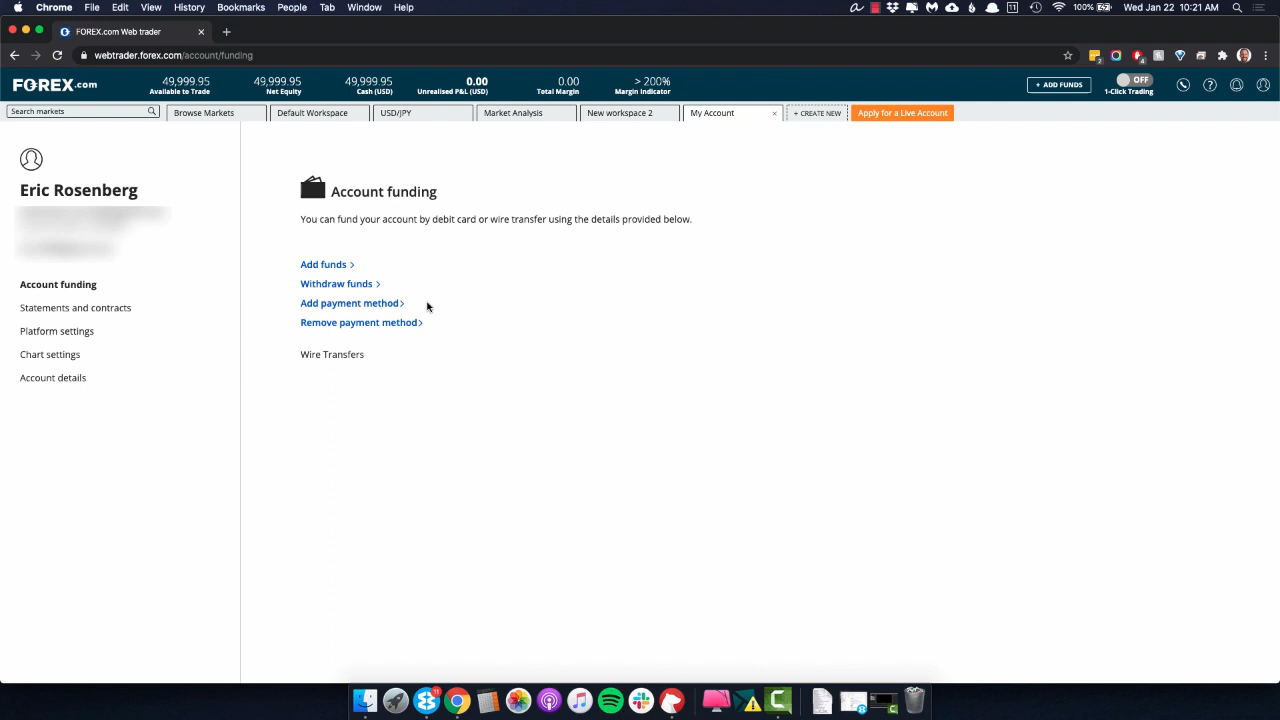 Chrome File Edit View History Bookmarks People Tab Window Help
11 100% Wed Jan 22 10:21 AM
FOREX.com Web trader
webtrader.forex.com/account/funding
2 4
FOREX.com
49,999.95 49,999.95 49,999.95 0.00 0.00 > 200%
Available to Trade Net Equity Cash (USD) Unrealised P&L (USD) Total Margin Margin Indicator
+ ADD FUNDS OFF
1-Click Trading
Search markets Browse Markets Default Workspace USD/JPY Market Analysis New workspace 2 My Account × + CREATE NEW Apply for a Live Account
Eric Rosenberg
Account funding
Statements and contracts
Platform settings
Chart settings
Account details
Account funding
You can fund your account by debit card or wire transfer using the details provided below.
Add funds >
Withdraw funds >
Add payment method>
Remove payment method>
Wire Transfers
11